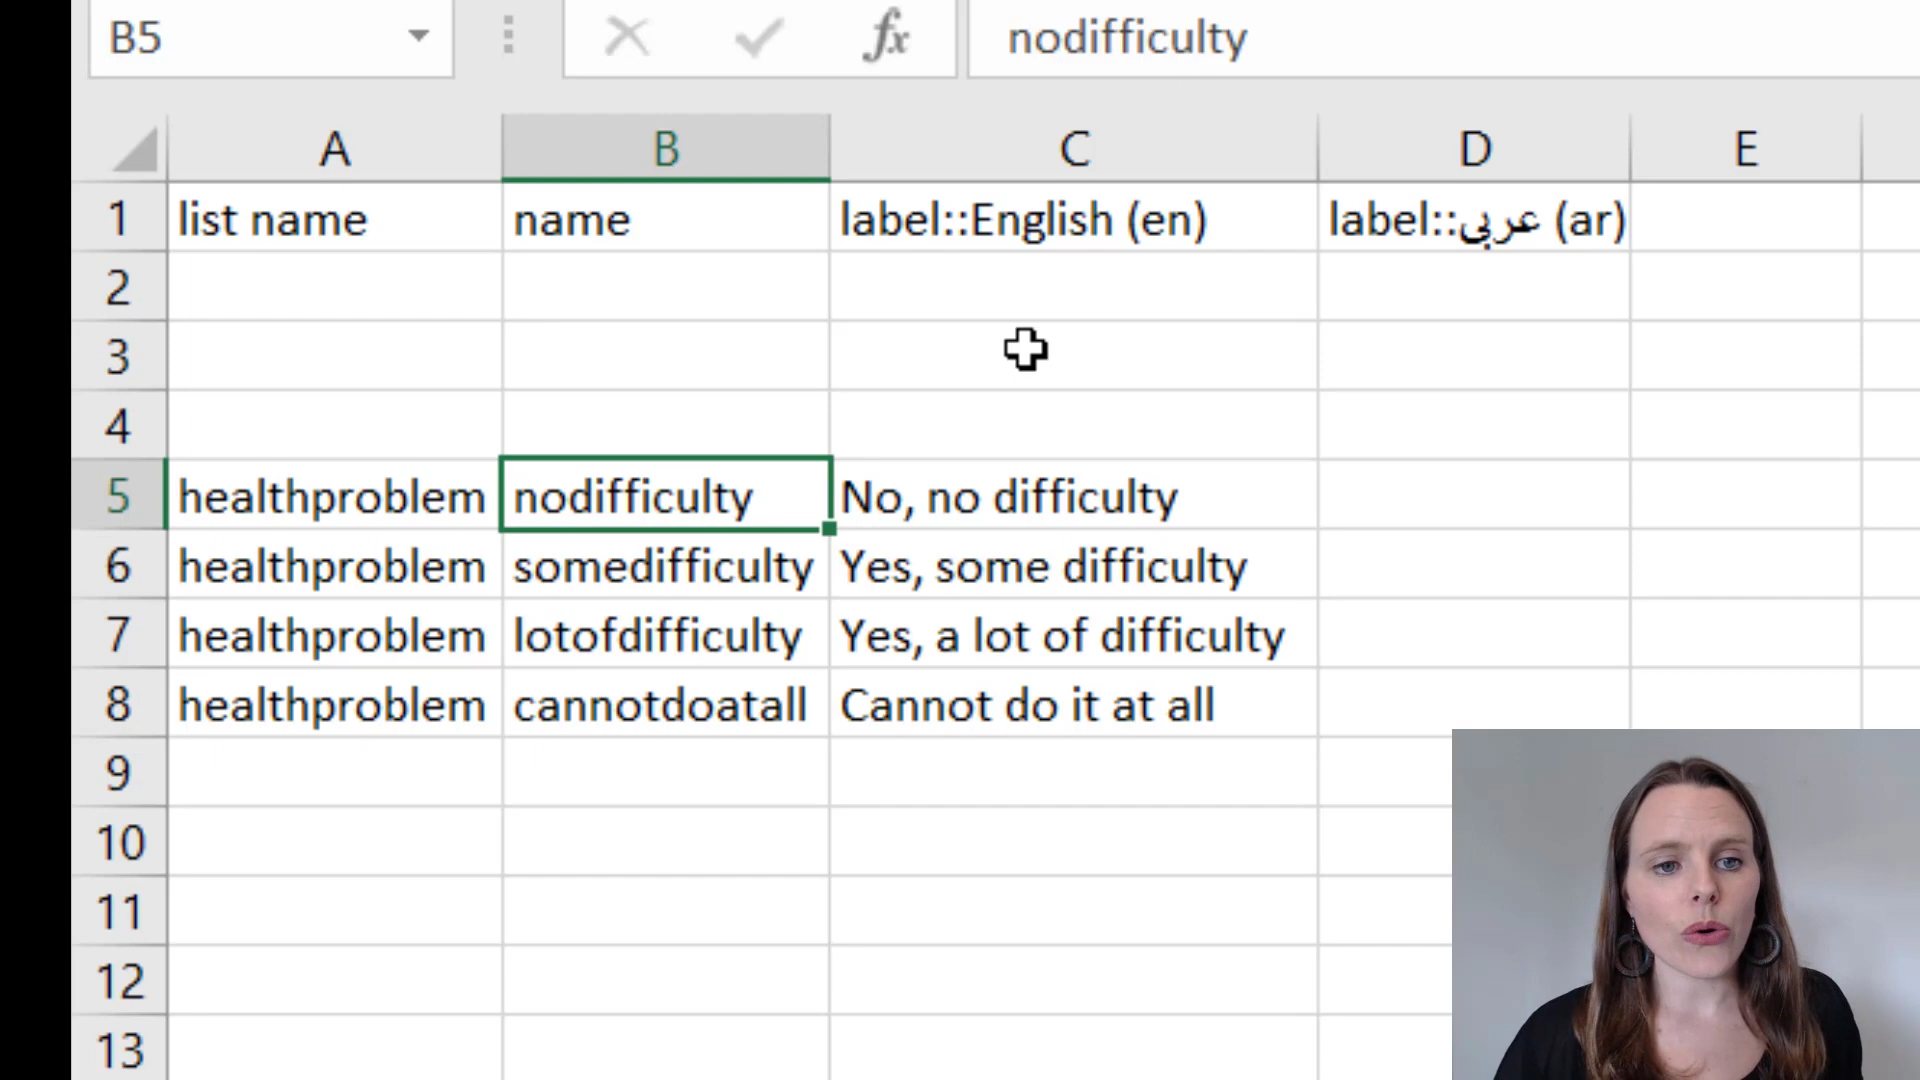 B5 fx nodifficulty
A B C D E
1 list name name label::English (en) label::عربى (ar)
2
3
4
5 healthproblem nodifficulty No, no difficulty
6 healthproblem somedifficulty Yes, some difficulty
7 healthproblem lotofdifficulty Yes, a lot of difficulty
8 healthproblem cannotdoatall Cannot do it at all
9
10
11
12
13